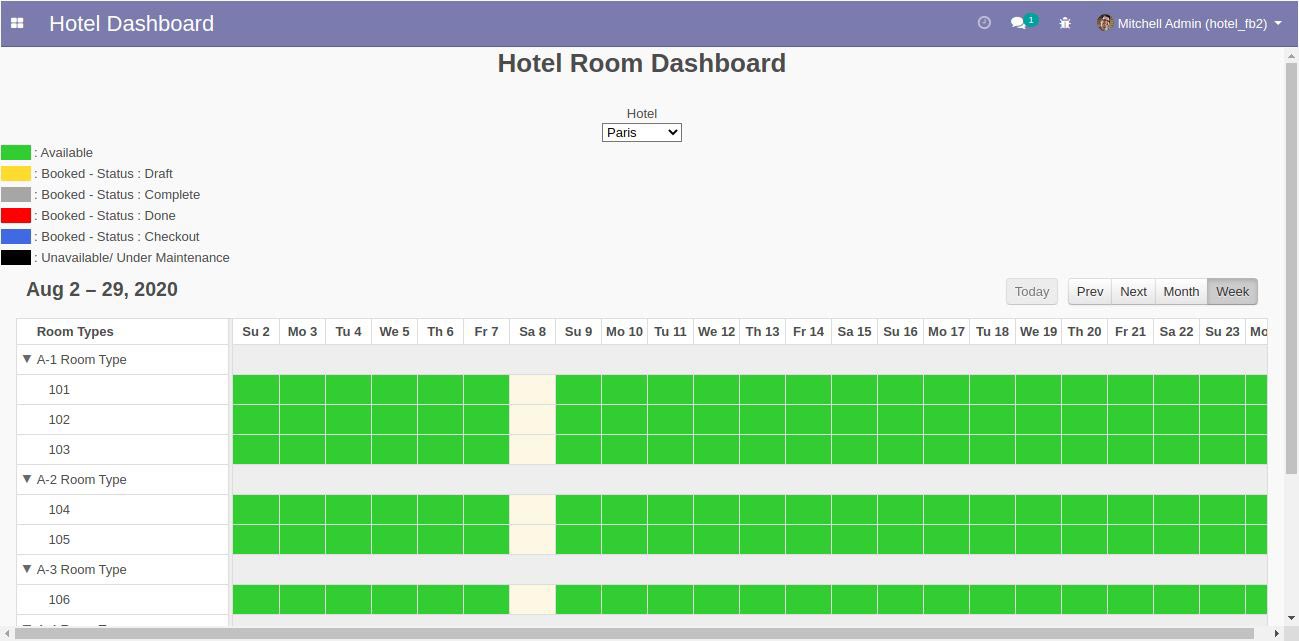 Hotel Dashboard
1
Mitchell Admin (hotel_fb2)
Hotel Room Dashboard
Hotel
Paris
: Available
: Booked - Status : Draft
: Booked - Status : Complete
: Booked - Status : Done
: Booked - Status : Checkout
: Unavailable/ Under Maintenance
Aug 2 – 29, 2020
Today Prev Next Month Week
Room Types Su 2 Mo 3 Tu 4 We 5 Th 6 Fr 7 Sa 8 Su 9 Mo 10 Tu 11 We 12 Th 13 Fr 14 Sa 15 Su 16 Mo 17 Tu 18 We 19 Th 20 Fr 21 Sa 22 Su 23 Mo
A-1 Room Type
101
102
103
A-2 Room Type
104
105
A-3 Room Type
106